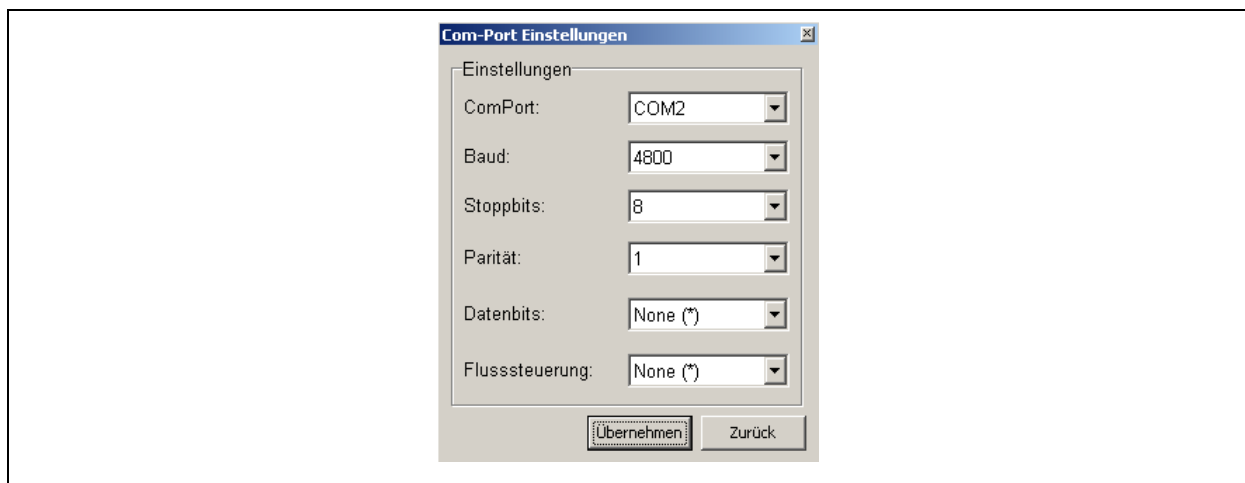 Com-Port Einstellungen
Einstellungen
ComPort: COM2
Baud: 4800
Stoppbits: 8
Parität: 1
Datenbits: None (*)
Flusssteuerung: None (*)
Übernehmen Zurück